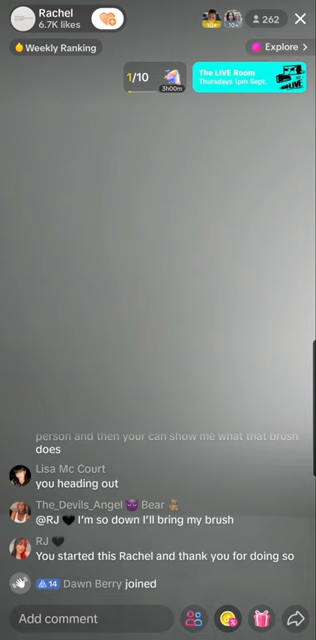 Rachel
6.7K likes
262
Weekly Ranking
Explore >
1/10
3h00m
The LIVE Room
Thursdays 1pm Sept.
LIVE
10+
10+
person and then your can show me what that brush
does
Lisa Mc Court
you heading out
The_Devils_Angel 😈 Bear 🧸
@RJ 🖤 I'm so down I'll bring my brush
RJ 🖤
You started this Rachel and thank you for doing so
14 Dawn Berry joined
Add comment